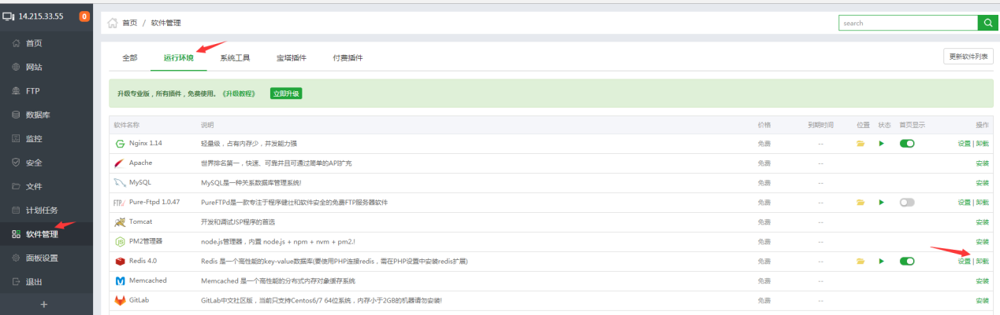 14.215.33.55 0
首页
网站
FTP
数据库
监控
安全
文件
计划任务
软件管理
面板设置
退出
+
首页 / 软件管理
search
全部 运行环境 系统工具 宝塔插件 付费插件 更新软件列表
升级专业版，所有插件，免费使用。《升级教程》 立即升级
软件名称 说明 价格 到期时间 位置 状态 首页显示 操作
Nginx 1.14 轻量级，占有内存少，并发能力强 免费 -- 设置 | 卸载
Apache 世界排名第一，快速、可靠并且可通过简单的API扩充 免费 -- 安装
MySQL MySQL是一种关系数据库管理系统! 免费 -- 安装
FTP/ Pure-Ftpd 1.0.47 PureFTPd是一款专注于程序健壮和软件安全的免费FTP服务器软件 免费 -- 设置 | 卸载
Tomcat 开发和调试JSP程序的首选 免费 -- 安装
JS PM2管理器 node.js管理器，内置 node.js + npm + nvm + pm2.! 免费 -- 安装
Redis 4.0 Redis 是一个高性能的key-value数据库(要使用PHP连接redis，需在PHP设置中安装redis扩展) 免费 -- 设置 | 卸载
Memcached Memcached 是一个高性能的分布式内存对象缓存系统 免费 -- 安装
GitLab GitLab中文社区版，当前只支持Centos6/7 64位系统，内存小于2GB的机器请勿安装! 免费 -- 安装